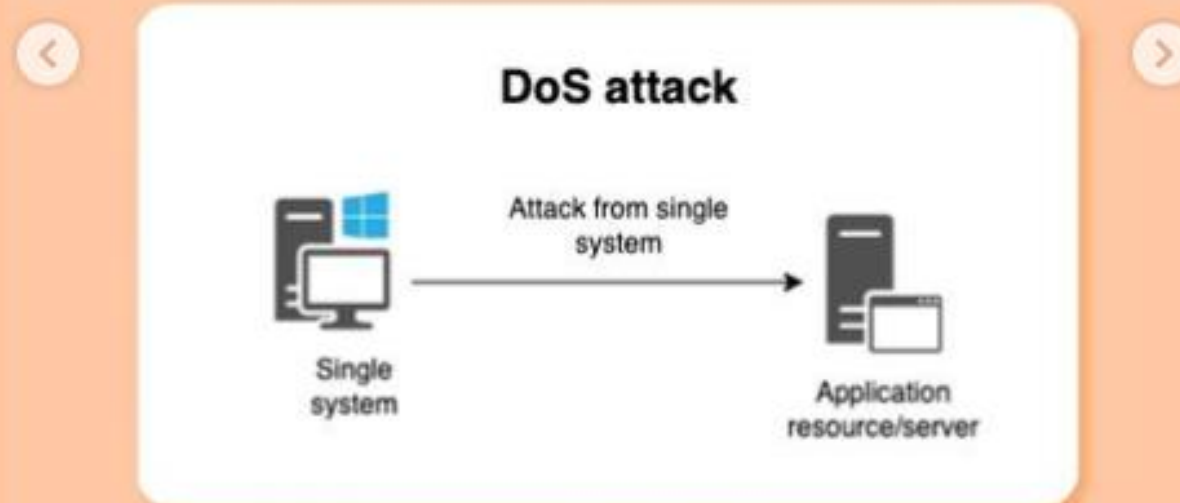 DoS attack
Attack from single
system
Single
system
Application
resource/server